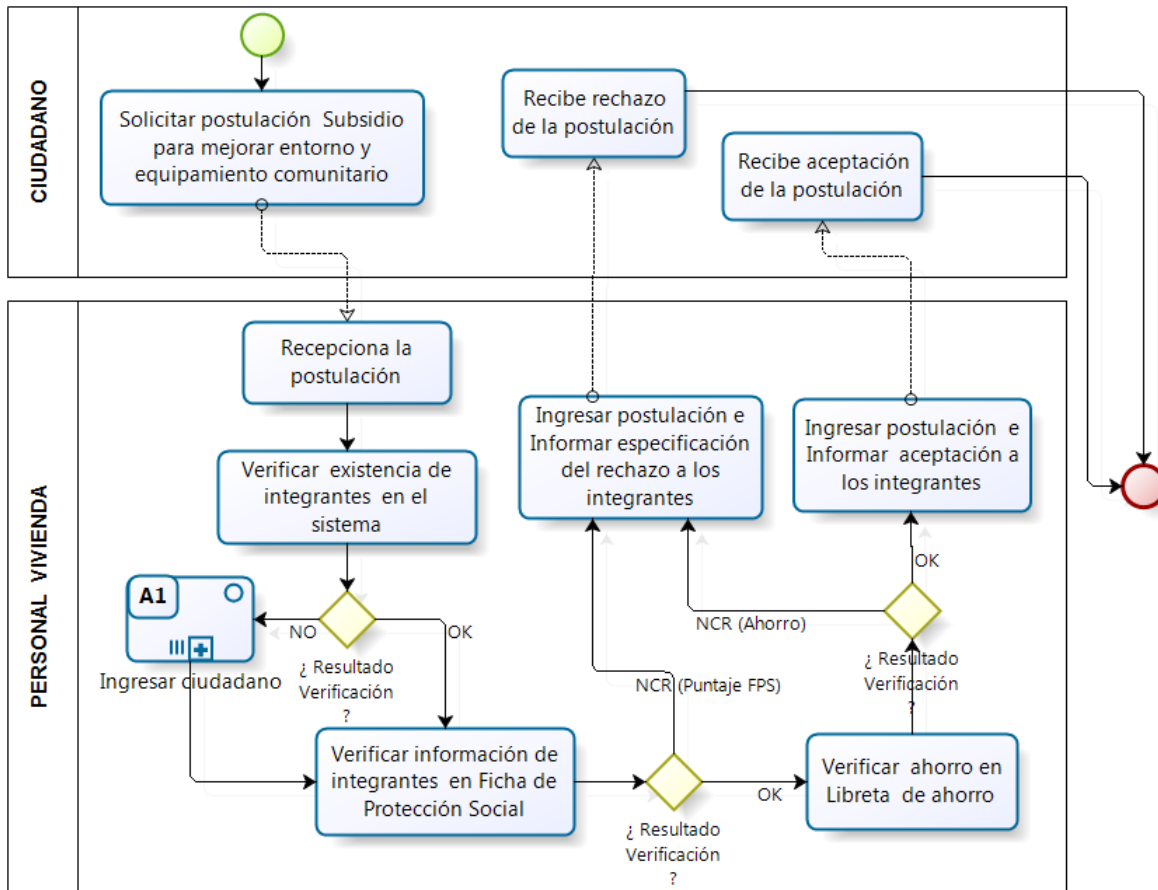 CIUDADANO
Solicitar postulación Subsidio
para mejorar entorno y
equipamiento comunitario
Recibe rechazo
de la postulación
Recibe aceptación
de la postulación
PERSONAL VIVIENDA
Recepciona la
postulación
Verificar existencia de
integrantes en el
sistema
A1
Ingresar ciudadano
NO
OK
¿ Resultado
Verificación
?
Verificar información de
integrantes en Ficha de
Protección Social
Ingresar postulación e
Informar especificación
del rechazo a los
integrantes
Ingresar postulación e
Informar aceptación a
los integrantes
OK
NCR (Ahorro)
¿ Resultado
Verificación
?
NCR (Puntaje FPS)
OK
¿ Resultado
Verificación
?
Verificar ahorro en
Libreta de ahorro